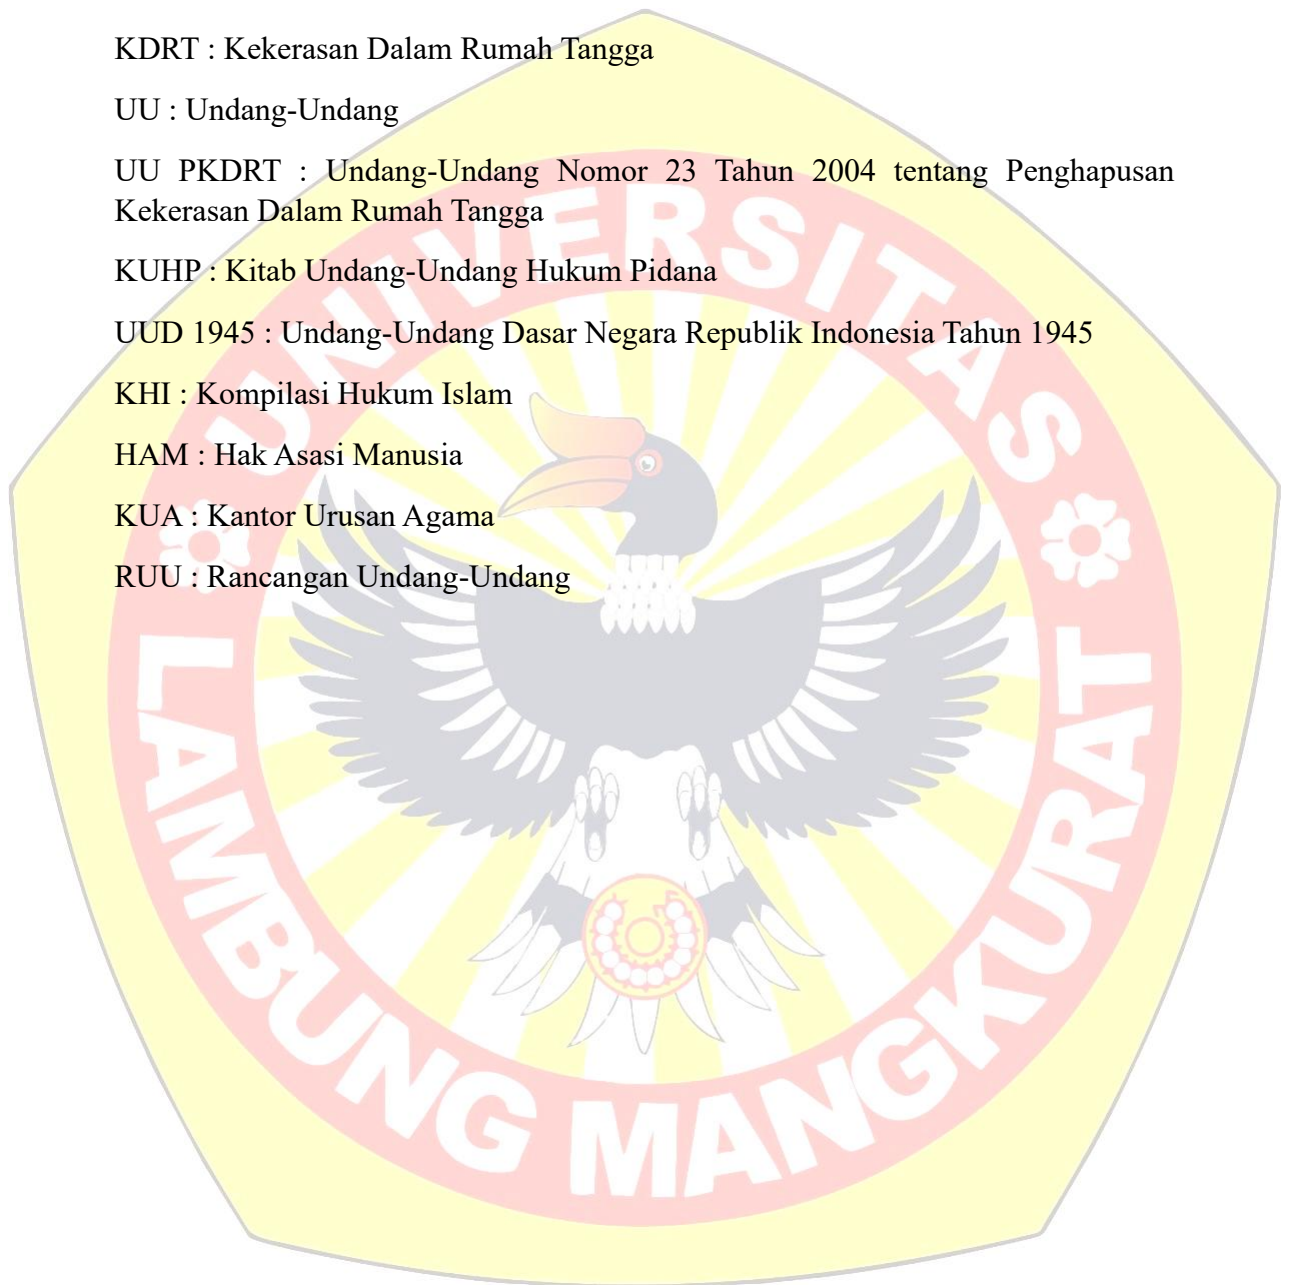 KDRT : Kekerasan Dalam Rumah Tangga
UU : Undang-Undang
UU PKDRT : Undang-Undang Nomor 23 Tahun 2004 tentang Penghapusan
Kekerasan Dalam Rumah Tangga
KUHP : Kitab Undang-Undang Hukum Pidana
UUD 1945 : Undang-Undang Dasar Negara Republik Indonesia Tahun 1945
KHI : Kompilasi Hukum Islam
HAM : Hak Asasi Manusia
KUA : Kantor Urusan Agama
RUU : Rancangan Undang-Undang
UNIVERSITAS
LAMBUNG MANGKURAT